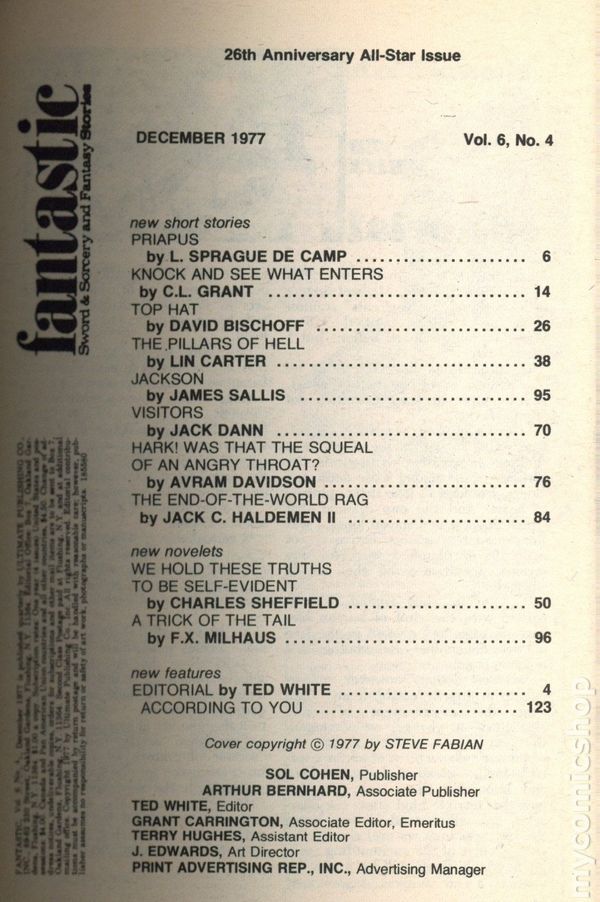 26th Anniversary All-Star Issue
fantastic
Sword & Sorcery and Fantasy Stories
DECEMBER 1977 Vol. 6, No. 4
new short stories
PRIAPUS
by L. SPRAGUE DE CAMP .................... 6
KNOCK AND SEE WHAT ENTERS
by C.L. GRANT .............................. 14
TOP HAT
by DAVID BISCHOFF ........................ 26
THE PILLARS OF HELL
by LIN CARTER .............................. 38
JACKSON
by JAMES SALLIS ........................... 95
VISITORS
by JACK DANN .............................. 70
HARK! WAS THAT THE SQUEAL
OF AN ANGRY THROAT?
by AVRAM DAVIDSON ...................... 76
THE END-OF-THE-WORLD RAG
by JACK C. HALDEMEN II .................... 84
new novelets
WE HOLD THESE TRUTHS
TO BE SELF-EVIDENT
by CHARLES SHEFFIELD .................... 50
A TRICK OF THE TAIL
by F.X. MILHAUS ............................ 96
new features
EDITORIAL by TED WHITE ...................... 4
ACCORDING TO YOU ........................ 123
Cover copyright © 1977 by STEVE FABIAN
SOL COHEN, Publisher
ARTHUR BERNHARD, Associate Publisher
TED WHITE, Editor
GRANT CARRINGTON, Associate Editor, Emeritus
TERRY HUGHES, Assistant Editor
J. EDWARDS, Art Director
PRINT ADVERTISING REP., INC., Advertising Manager
mycomicshop